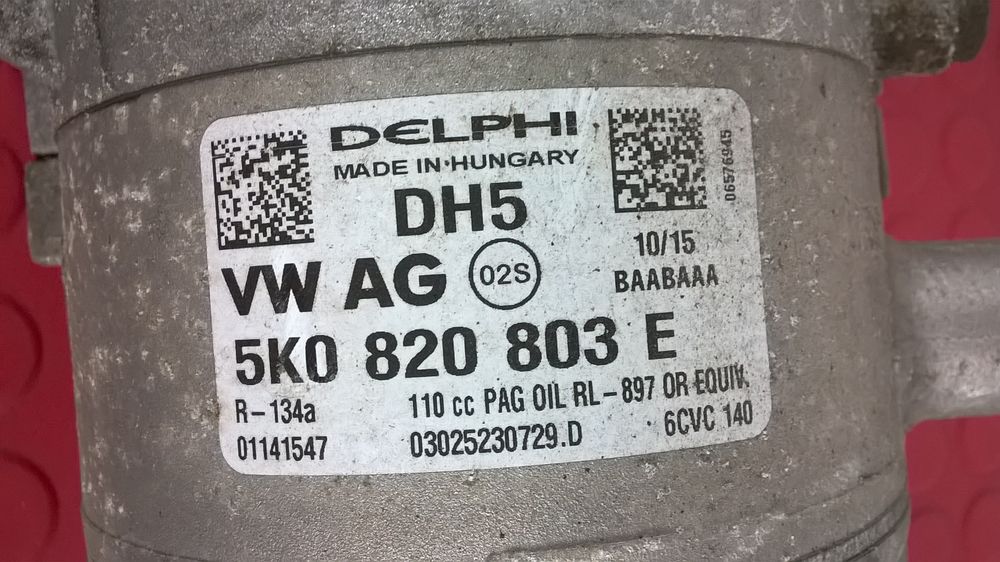 DELPHI
MADE IN·HUNGARY
DH5
06576945
10/15
BAABAAA
VW AG 02S
5K0 820 803 E
R-134a 110 cc PAG OIL RL-897 OR EQUIV.
01141547 03025230729.D 6CVC 140